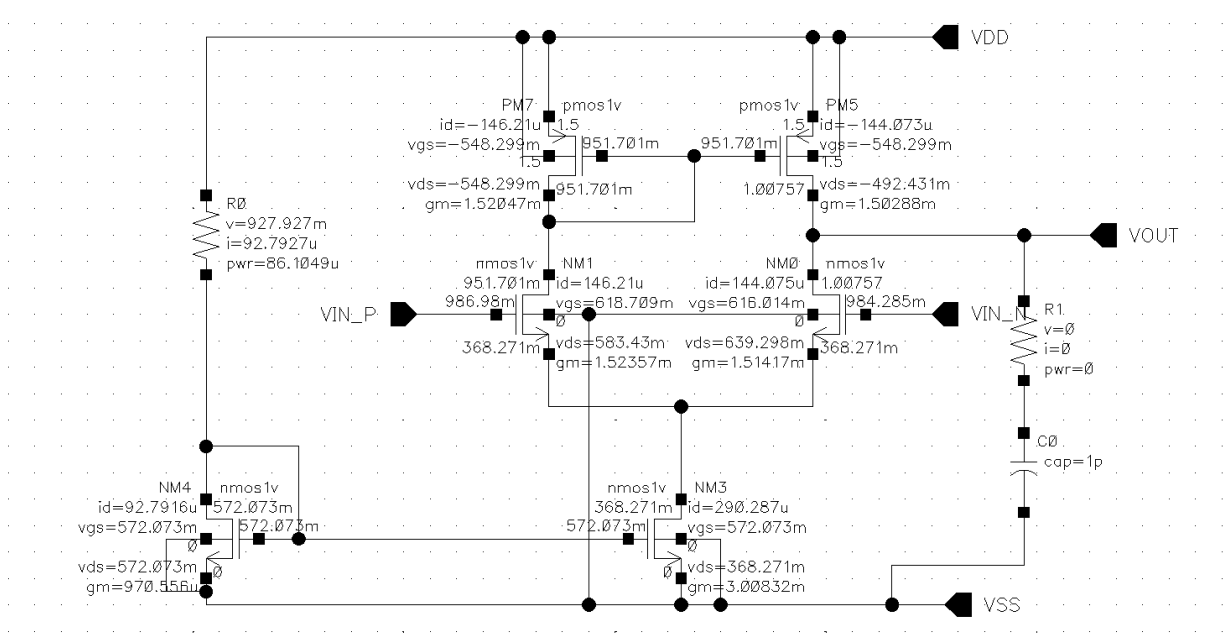 VDD
PM7 pmos1v
id=-146.21u 1.5
vgs=-548.299m 951.701m
1.5
vds=-548.299m 951.701m
gm=1.52047m
pmos1v PM5
1.5 id=-144.073u
951.701m vgs=-548.299m
1.5
1.00757 vds=-492.431m
gm=1.50288m
R0
v=927.927m
i=92.7927u
pwr=86.1049u
VOUT
nmos1v NM1
951.701m id=146.21u
986.98m vgs=618.709m
VIN_P
0
368.271m vds=583.43m
gm=1.52357m
NM0 nmos1v
id=144.075u 1.00757
vgs=616.014m 984.285m
0 VIN_N
vds=639.298m 368.271m
gm=1.51417m
R1
v=0
i=0
pwr=0
C0
cap=1p
NM4 nmos1v
id=92.7916u 572.073m
vgs=572.073m 572.073m
0
vds=572.073m 0
gm=970.556u
nmos1v NM3
368.271m id=290.287u
572.073m vgs=572.073m
0
0 vds=368.271m
gm=3.00832m
VSS